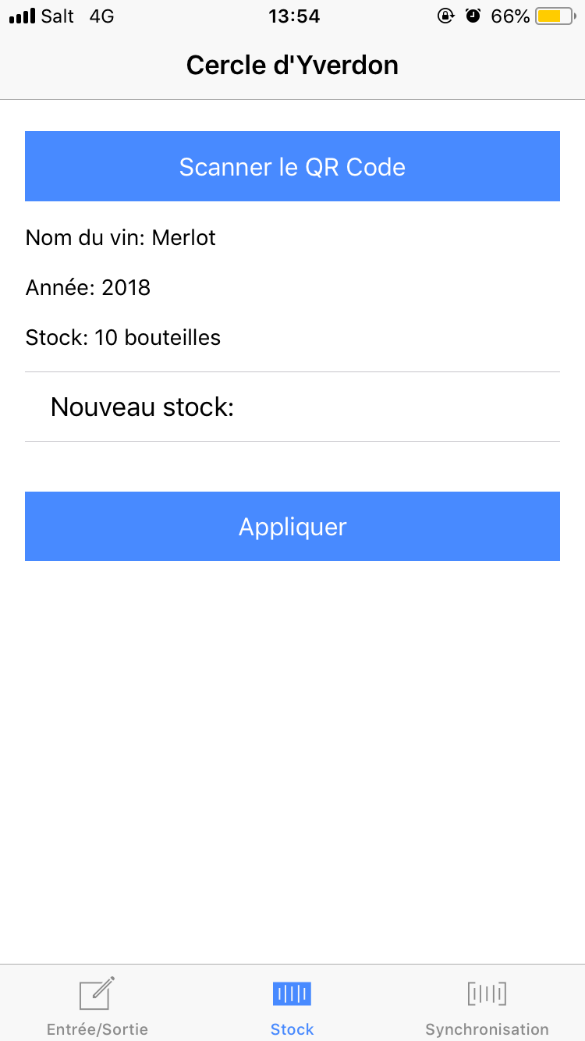 Salt 4G 13:54 66%
Cercle d'Yverdon
Scanner le QR Code
Nom du vin: Merlot
Année: 2018
Stock: 10 bouteilles
Nouveau stock:
Appliquer
Entrée/Sortie Stock Synchronisation